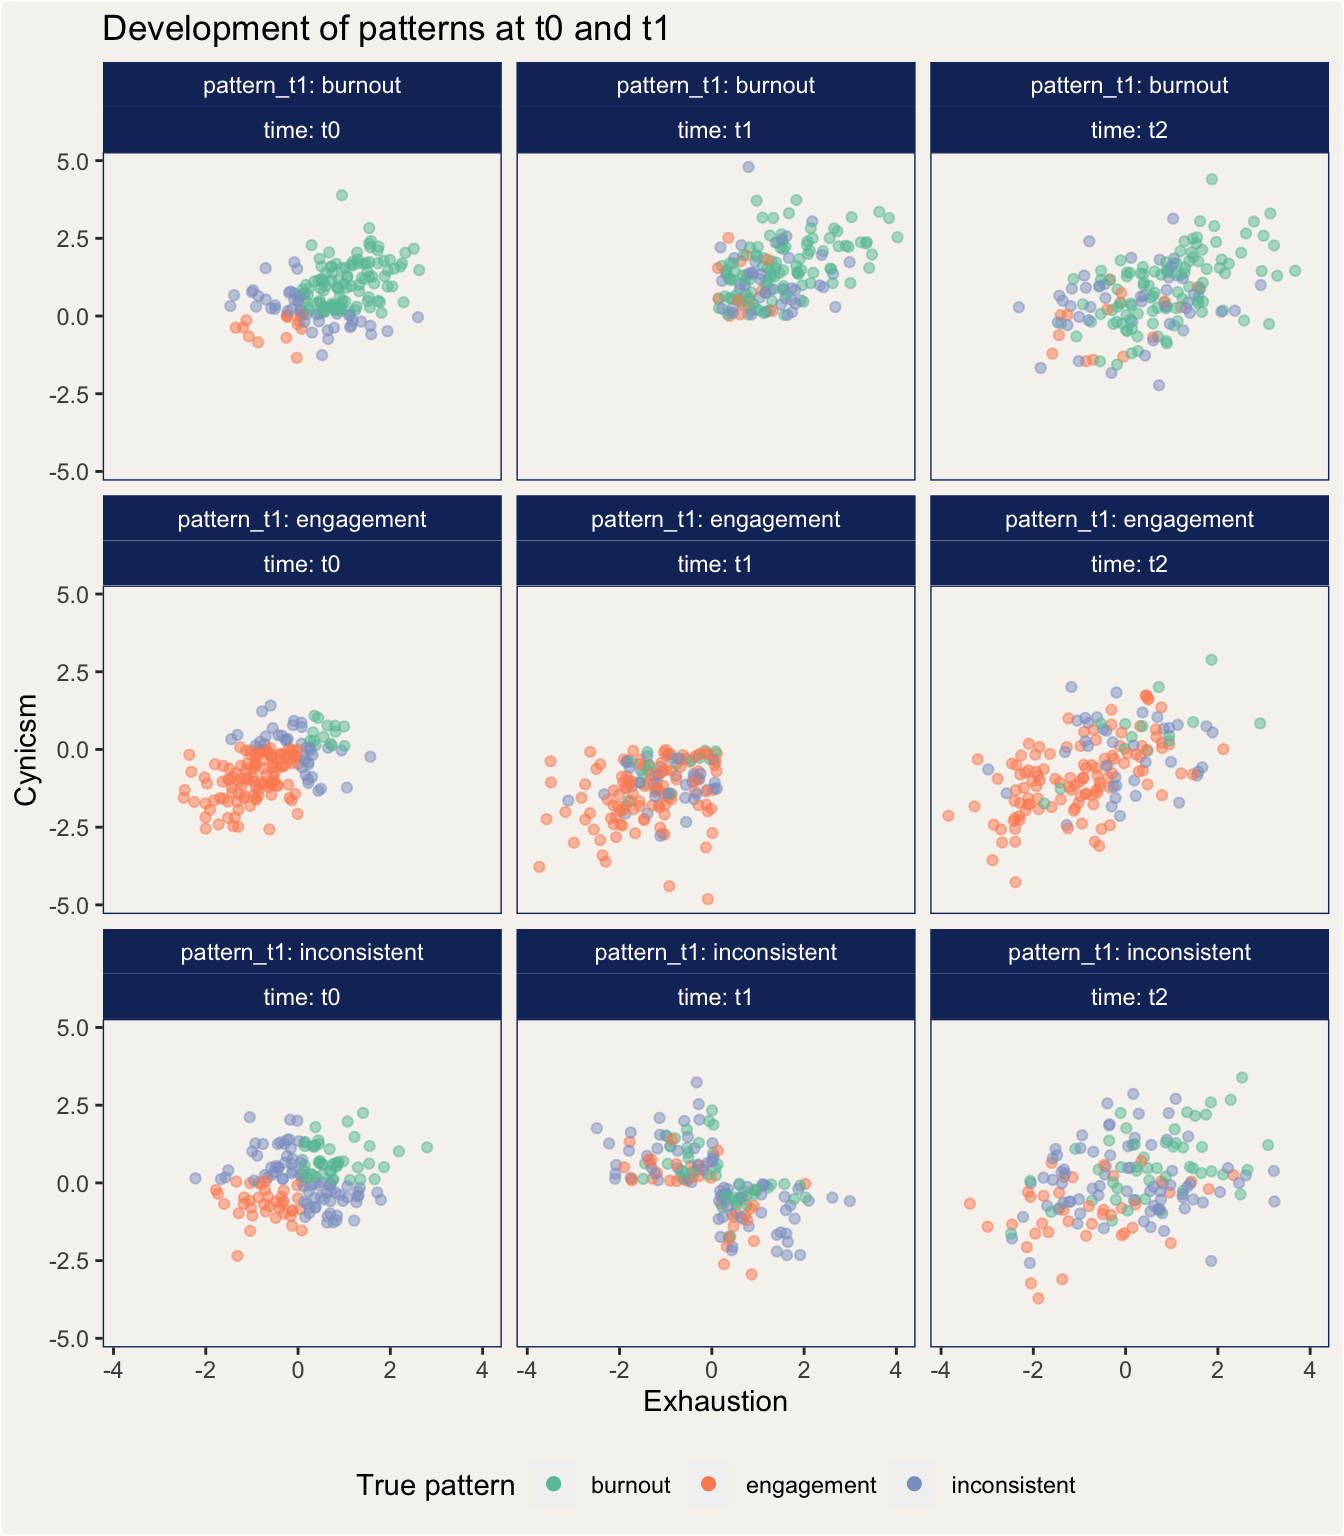 Development of patterns at t0 and t1
pattern_t1: burnout
time: t0
pattern_t1: burnout
time: t1
pattern_t1: burnout
time: t2
5.0
2.5
0.0
-2.5
-5.0
pattern_t1: engagement
time: t0
pattern_t1: engagement
time: t1
pattern_t1: engagement
time: t2
5.0
2.5
0.0
-2.5
-5.0
Cynicsm
pattern_t1: inconsistent
time: t0
pattern_t1: inconsistent
time: t1
pattern_t1: inconsistent
time: t2
5.0
2.5
0.0
-2.5
-5.0
-4 -2 0 2 4
-4 -2 0 2 4
-4 -2 0 2 4
Exhaustion
True pattern burnout engagement inconsistent